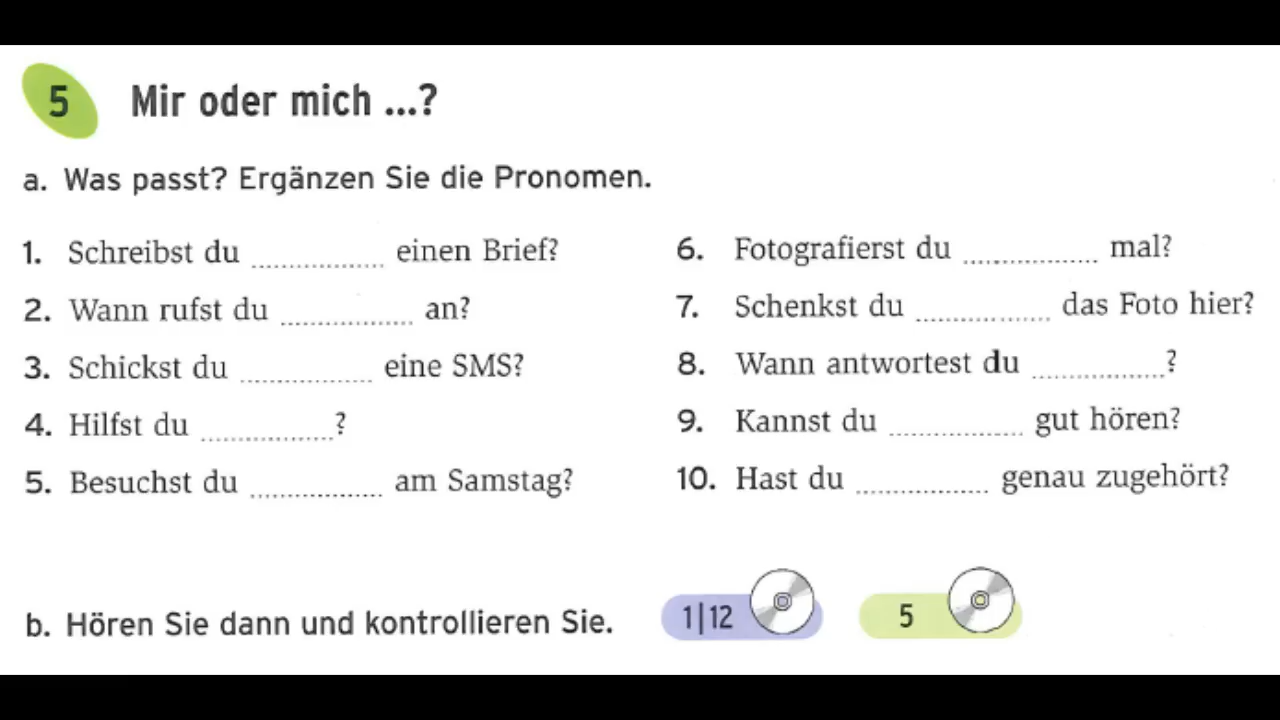 5 Mir oder mich ...?
a. Was passt? Ergänzen Sie die Pronomen.
1. Schreibst du .............. einen Brief?
2. Wann rufst du .............. an?
3. Schickst du .............. eine SMS?
4. Hilfst du ..............?
5. Besuchst du .............. am Samstag?
6. Fotografierst du .............. mal?
7. Schenkst du .............. das Foto hier?
8. Wann antwortest du ..............?
9. Kannst du .............. gut hören?
10. Hast du .............. genau zugehört?
b. Hören Sie dann und kontrollieren Sie. 1|12 5